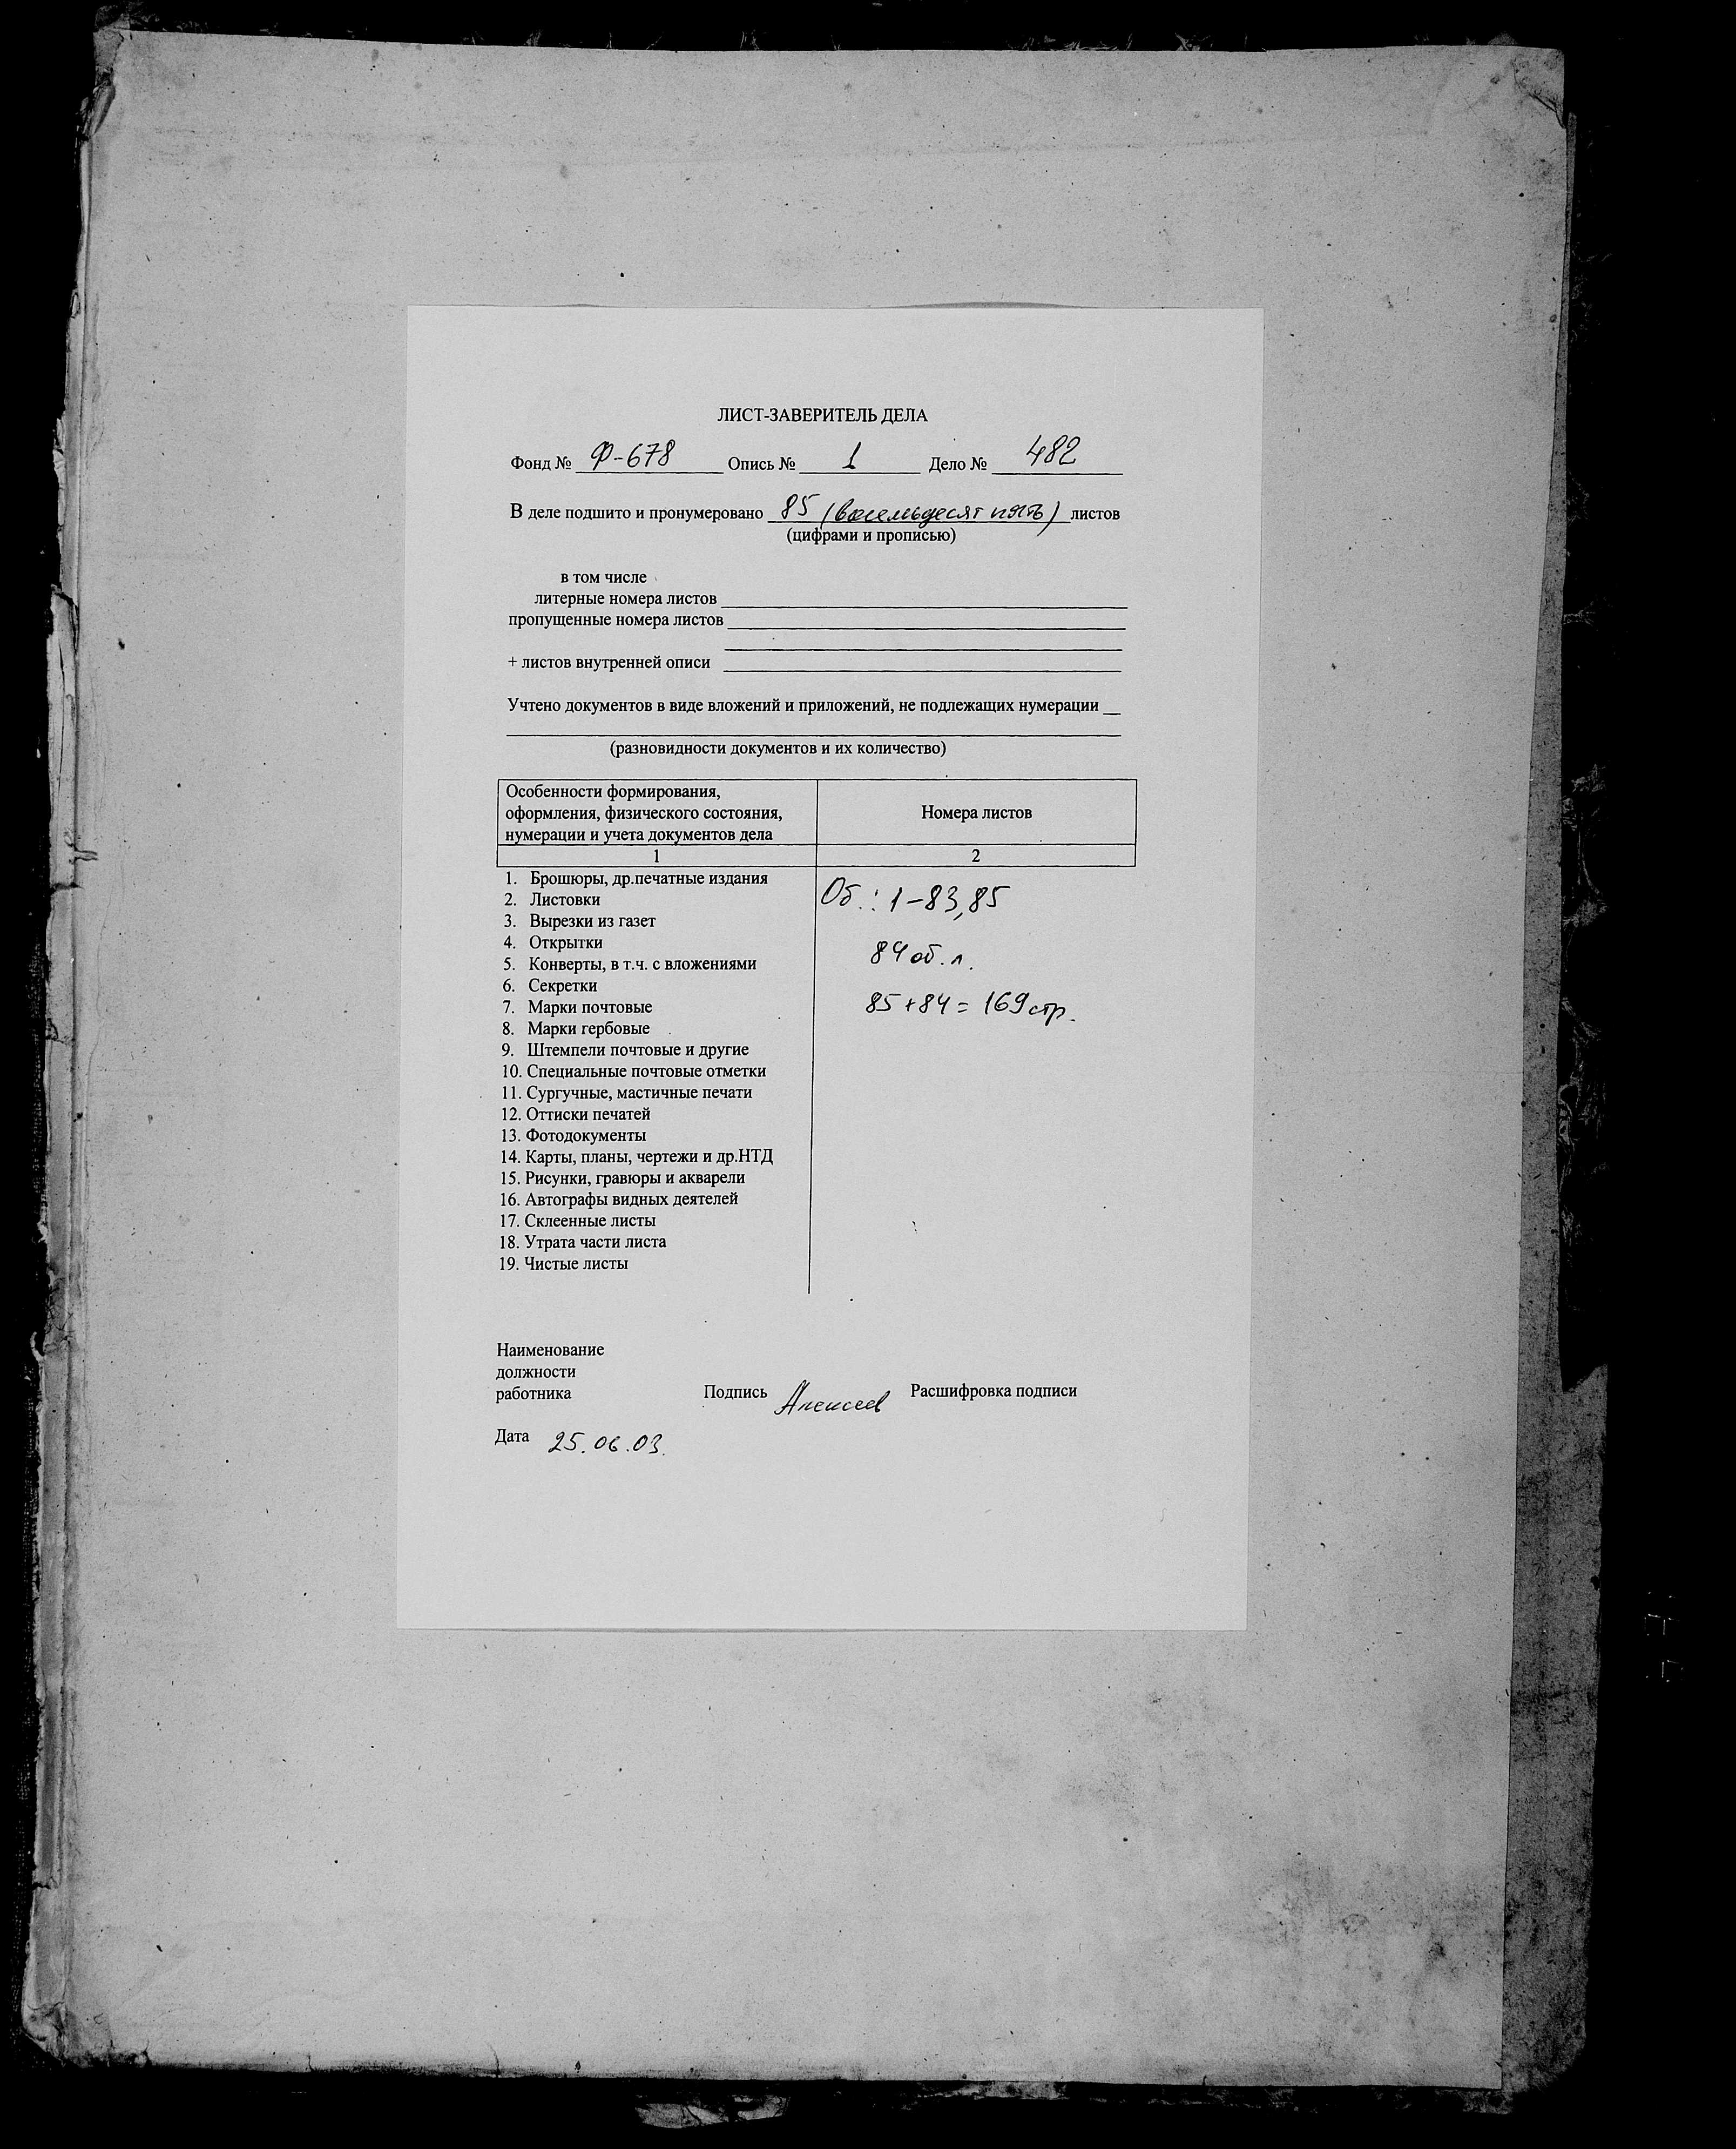 ЛИСТ-ЗАВЕРИТЕЛЬ ДЕЛА
Фонд № Ф-678 Опись № 1 Дело № 482
В деле подшито и пронумеровано 85 (восемьдесят пять) листов
(цифрами и прописью)
в том числе
литерные номера листов
пропущенные номера листов
+ листов внутренней описи
Учтено документов в виде вложений и приложений, не подлежащих нумерации
(разновидности документов и их количество)
Особенности формирования,
оформления, физического состояния,
нумерации и учета документов дела
Номера листов
1 2
1. Брошюры, др.печатные издания
2. Листовки
3. Вырезки из газет
4. Открытки
5. Конверты, в т.ч. с вложениями
6. Секретки
7. Марки почтовые
8. Марки гербовые
9. Штемпели почтовые и другие
10. Специальные почтовые отметки
11. Сургучные, мастичные печати
12. Оттиски печатей
13. Фотодокументы
14. Карты, планы, чертежи и др.НТД
15. Рисунки, гравюры и акварели
16. Автографы видных деятелей
17. Склеенные листы
18. Утрата части листа
19. Чистые листы
Об.: 1-83,85
84 об. л.
85+84= 169 стр.
Наименование
должности
работника Подпись Алексеев Расшифровка подписи
Дата 25.06.03.